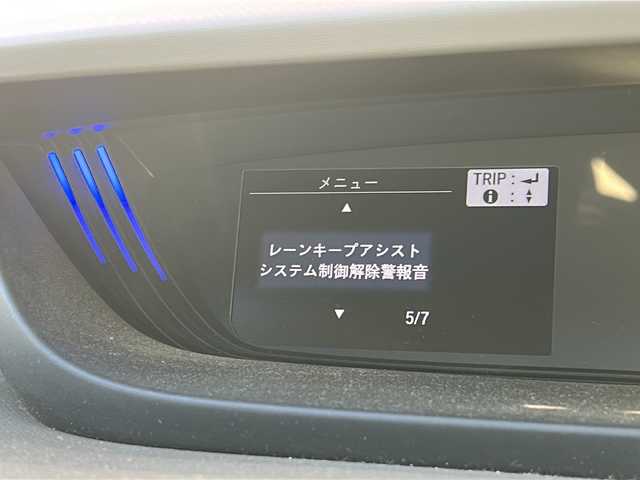 メニュー
TRIP : ↵
i : ▲▼
▲
レーンキープアシスト
システム制御解除警報音
▼
5/7